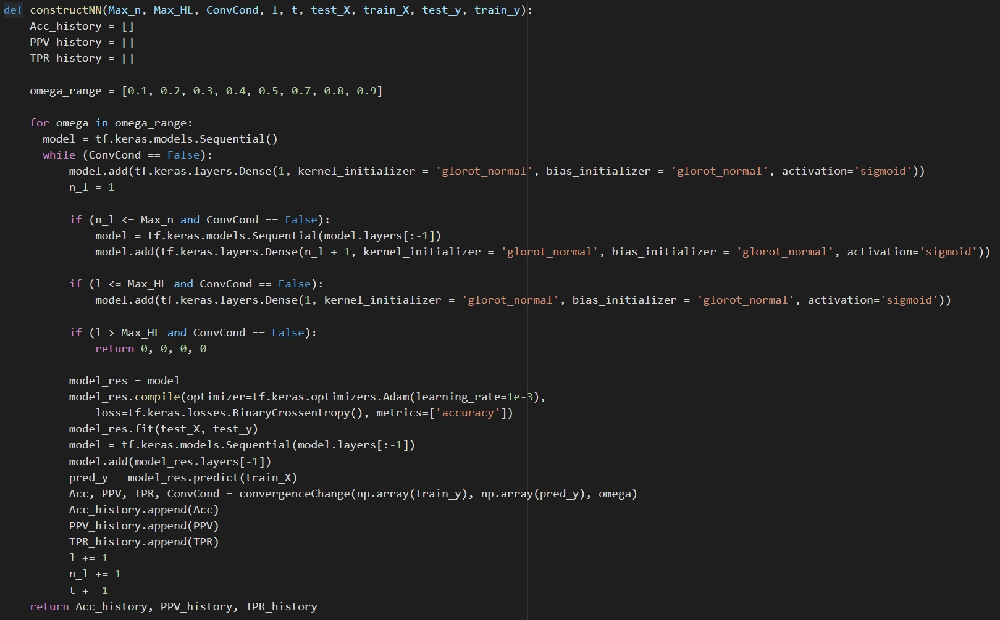 def constructNN(Max_n, Max_HL, ConvCond, l, t, test_X, train_X, test_y, train_y):
    Acc_history = []
    PPV_history = []
    TPR_history = []

    omega_range = [0.1, 0.2, 0.3, 0.4, 0.5, 0.7, 0.8, 0.9]

    for omega in omega_range:
      model = tf.keras.models.Sequential()
      while (ConvCond == False):
          model.add(tf.keras.layers.Dense(1, kernel_initializer = 'glorot_normal', bias_initializer = 'glorot_normal', activation='sigmoid'))
          n_l = 1

          if (n_l <= Max_n and ConvCond == False):
              model = tf.keras.models.Sequential(model.layers[:-1])
              model.add(tf.keras.layers.Dense(n_l + 1, kernel_initializer = 'glorot_normal', bias_initializer = 'glorot_normal', activation='sigmoid'))

          if (l <= Max_HL and ConvCond == False):
              model.add(tf.keras.layers.Dense(1, kernel_initializer = 'glorot_normal', bias_initializer = 'glorot_normal', activation='sigmoid'))

          if (l > Max_HL and ConvCond == False):
              return 0, 0, 0, 0

          model_res = model
          model_res.compile(optimizer=tf.keras.optimizers.Adam(learning_rate=1e-3),
              loss=tf.keras.losses.BinaryCrossentropy(), metrics=['accuracy'])
          model_res.fit(test_X, test_y)
          model = tf.keras.models.Sequential(model.layers[:-1])
          model.add(model_res.layers[-1])
          pred_y = model_res.predict(train_X)
          Acc, PPV, TPR, ConvCond = convergenceChange(np.array(train_y), np.array(pred_y), omega)
          Acc_history.append(Acc)
          PPV_history.append(PPV)
          TPR_history.append(TPR)
          l += 1
          n_l += 1
          t += 1
    return Acc_history, PPV_history, TPR_history